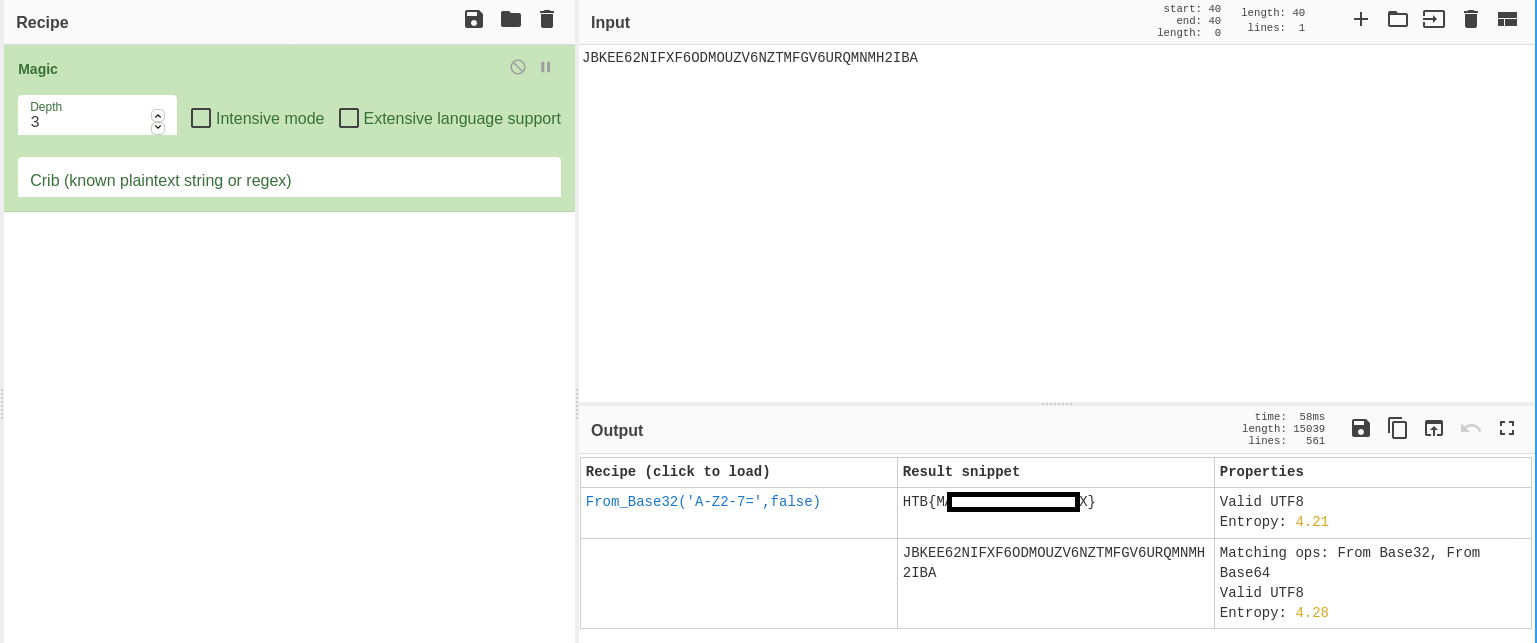 Recipe
Magic
Depth
3
Intensive mode
Extensive language support
Crib (known plaintext string or regex)
Input
start: 40
end: 40
length: 0
length: 40
lines: 1
JBKEE62NIFXF6ODMOUZV6NZTMFGV6URQMNMH2IBA
Output
time: 58ms
length: 15039
lines: 561
Recipe (click to load) Result snippet Properties
From_Base32('A-Z2-7=',false) HTB{M X} Valid UTF8
Entropy: 4.21
JBKEE62NIFXF6ODMOUZV6NZTMFGV6URQMNMH Matching ops: From Base32, From
2IBA Base64
Valid UTF8
Entropy: 4.28